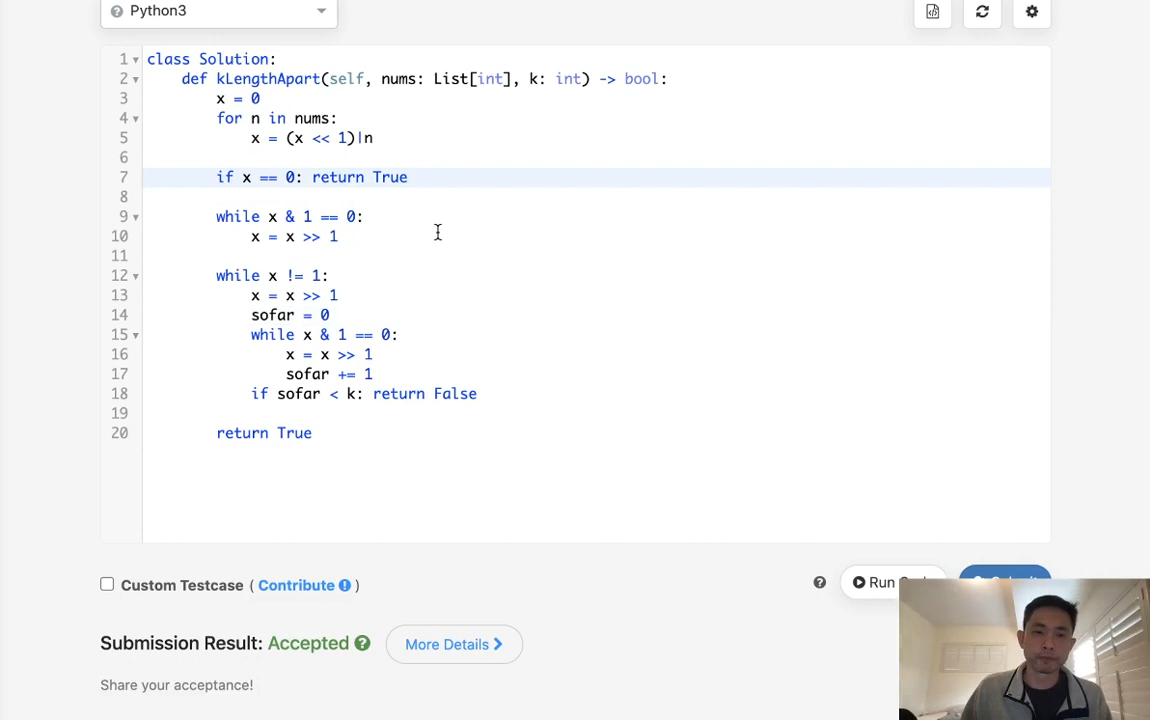 Python3
1 class Solution:
2 def kLengthApart(self, nums: List[int], k: int) -> bool:
3 x = 0
4 for n in nums:
5 x = (x << 1)|n
6
7 if x == 0: return True
8
9 while x & 1 == 0:
10 x = x >> 1
11
12 while x != 1:
13 x = x >> 1
14 sofar = 0
15 while x & 1 == 0:
16 x = x >> 1
17 sofar += 1
18 if sofar < k: return False
19
20 return True
Custom Testcase ( Contribute )
Run
Submission Result: Accepted
More Details
Share your acceptance!